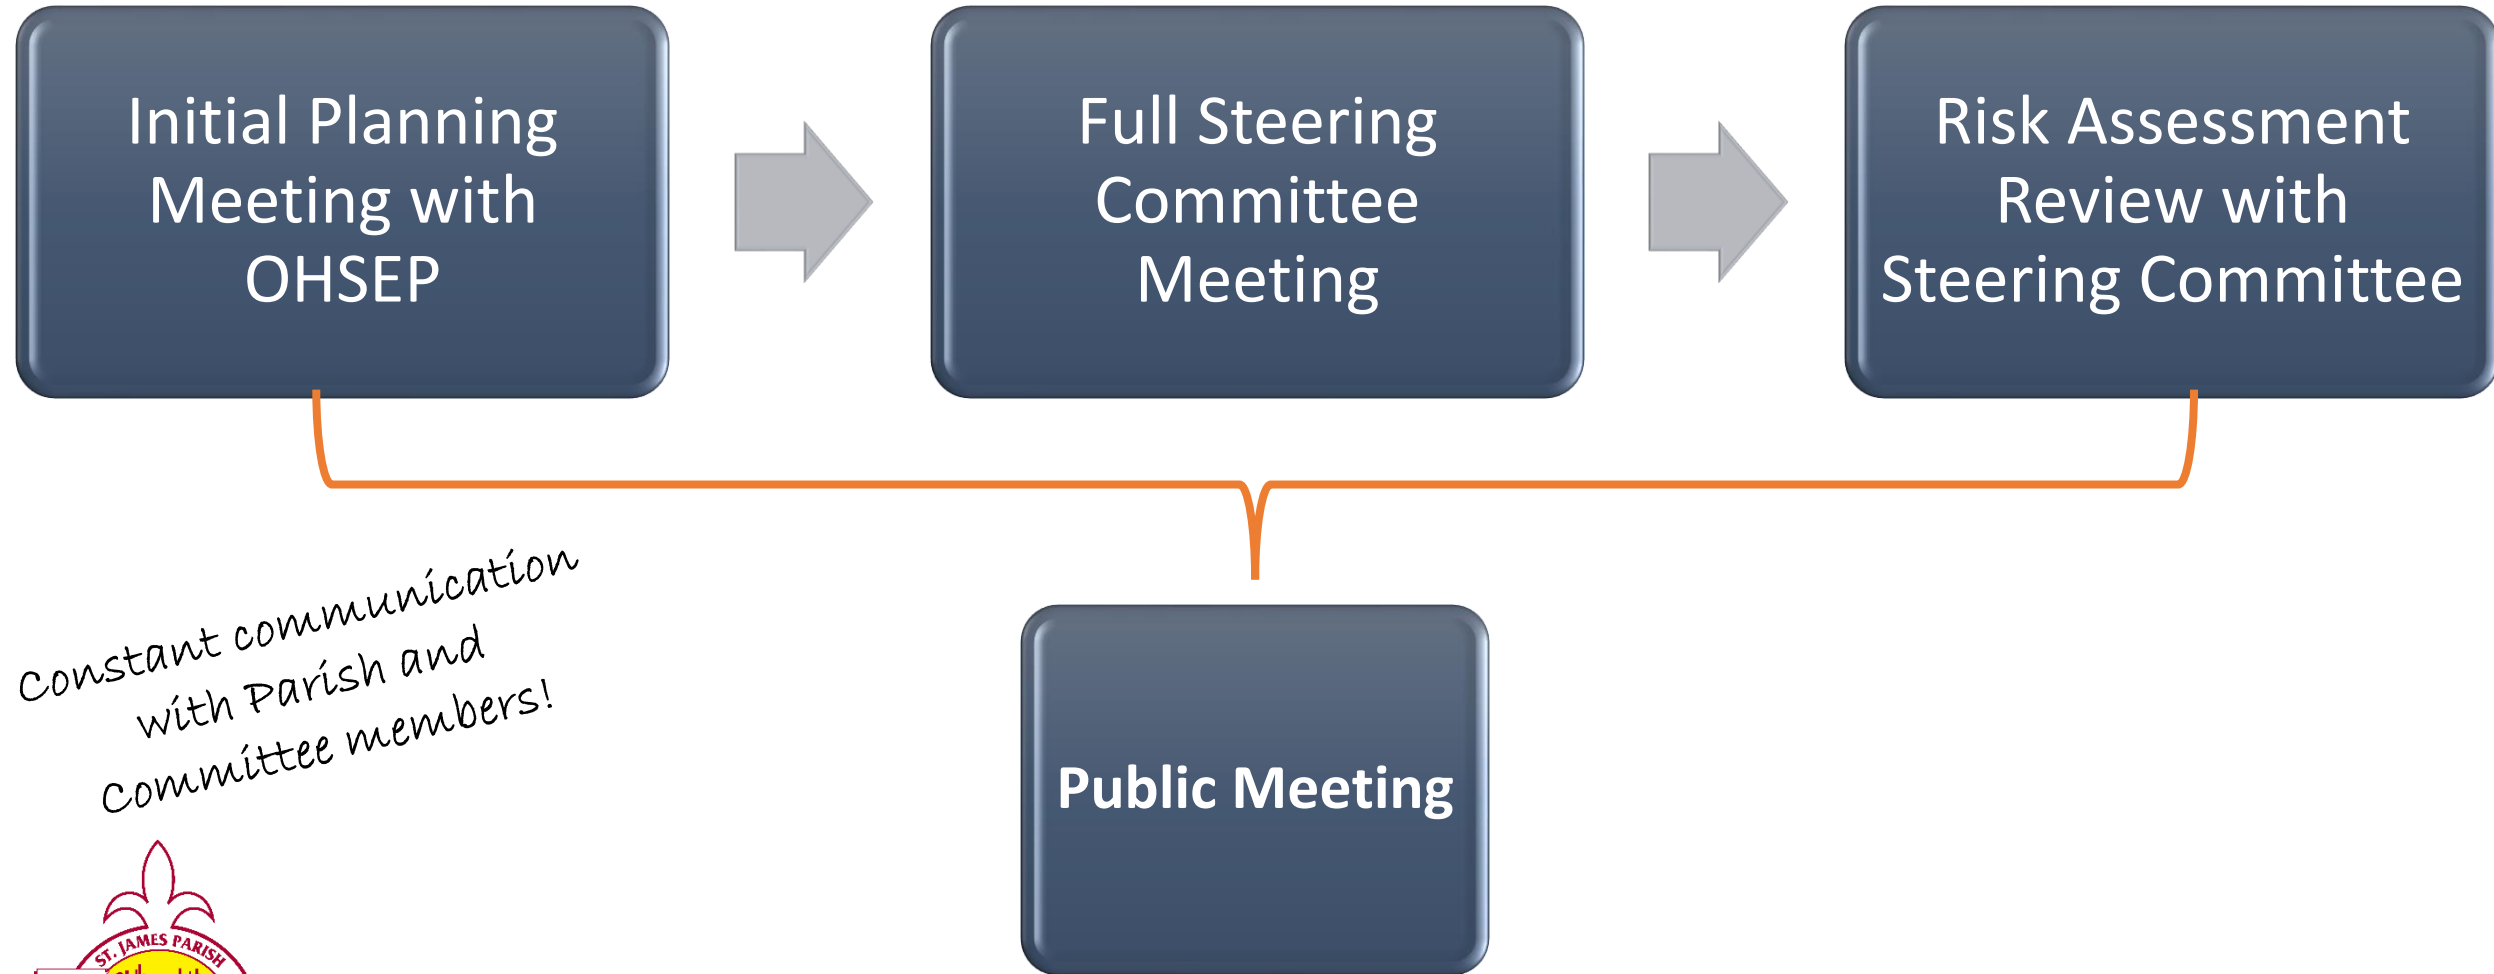 Initial Planning
Meeting with
OHSEP
Full Steering
Committee
Meeting
Risk Assessment
Review with
Steering Committee
Constant communication
with Parish and
Committee members!
Public Meeting
ST. JAMES PARISH